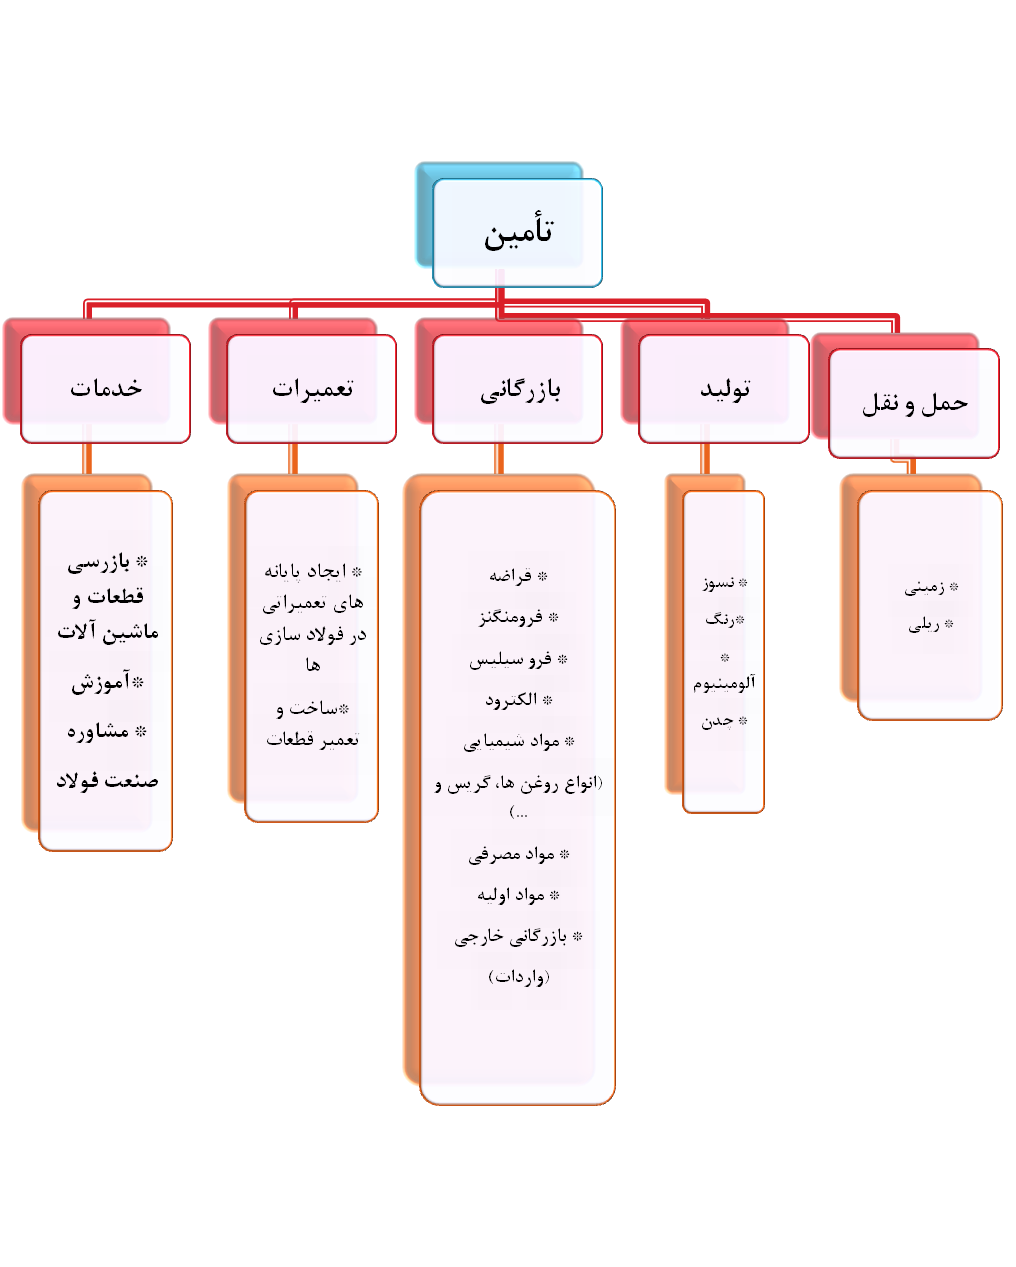 تأمین
حمل و نقل
تولید
بازرگانی
تعمیرات
خدمات
❊ زمینی
❊ ریلی
❊ نسوز
❊رنگ
❊
آلومینیوم
❊ چدن
❊ قراضه
❊ فرومنگنز
❊ فرو سیلیس
❊ الکترود
❊ مواد شیمیایی
(انواع روغن ها، گریس و
...)
❊ مواد مصرفی
❊ مواد اولیه
❊ بازرگانی خارجی
(واردات)
❊ ایجاد پایانه
های تعمیراتی
در فولاد سازی
ها
❊ساخت و
تعمیر قطعات
❊ بازرسی
قطعات و
ماشین آلات
❊آموزش
❊ مشاوره
صنعت فولاد